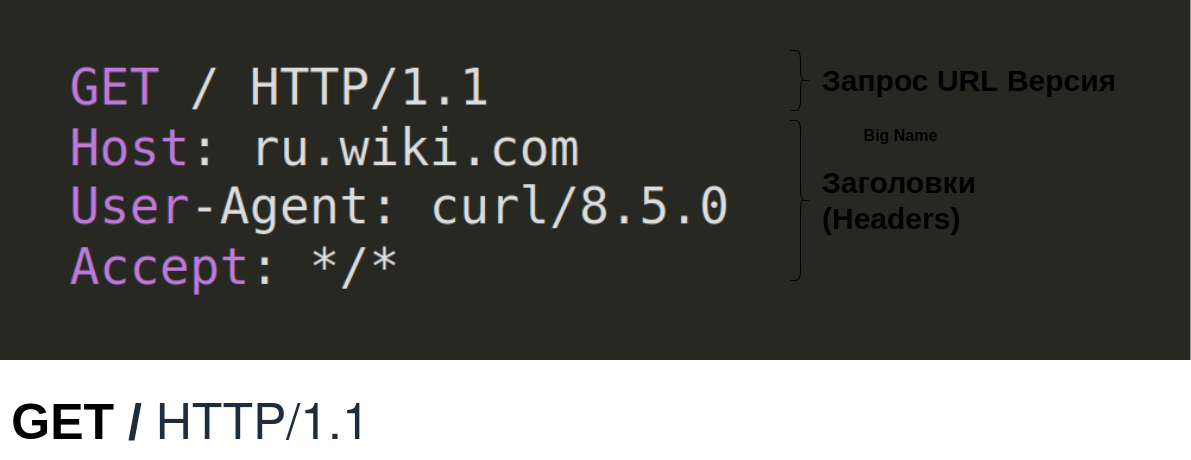 GET / HTTP/1.1
Запрос URL Версия
Host: ru.wiki.com
Big Name
User-Agent: curl/8.5.0
Заголовки
(Headers)
Accept: */*
GET / HTTP/1.1